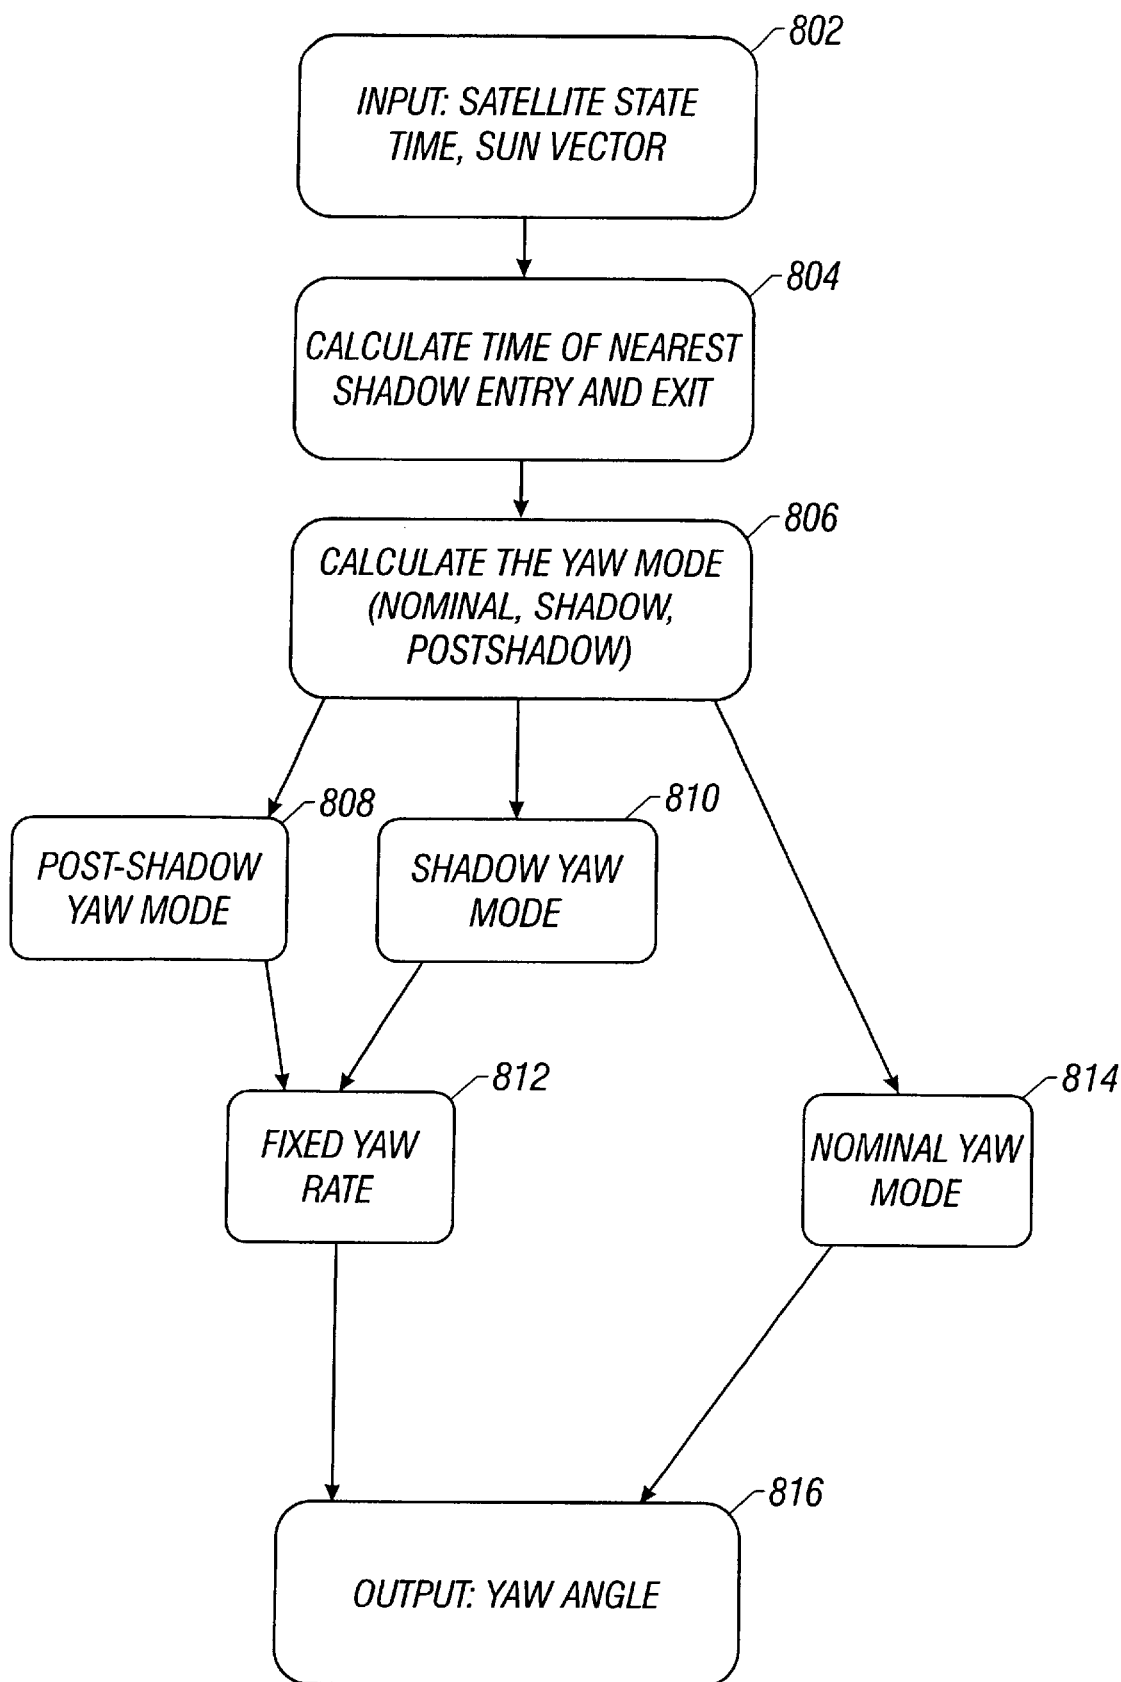 802
INPUT: SATELLITE STATE
TIME, SUN VECTOR
804
CALCULATE TIME OF NEAREST
SHADOW ENTRY AND EXIT
806
CALCULATE THE YAW MODE
(NOMINAL, SHADOW,
POSTSHADOW)
808
POST-SHADOW
YAW MODE
810
SHADOW YAW
MODE
812
FIXED YAW
RATE
814
NOMINAL YAW
MODE
816
OUTPUT: YAW ANGLE